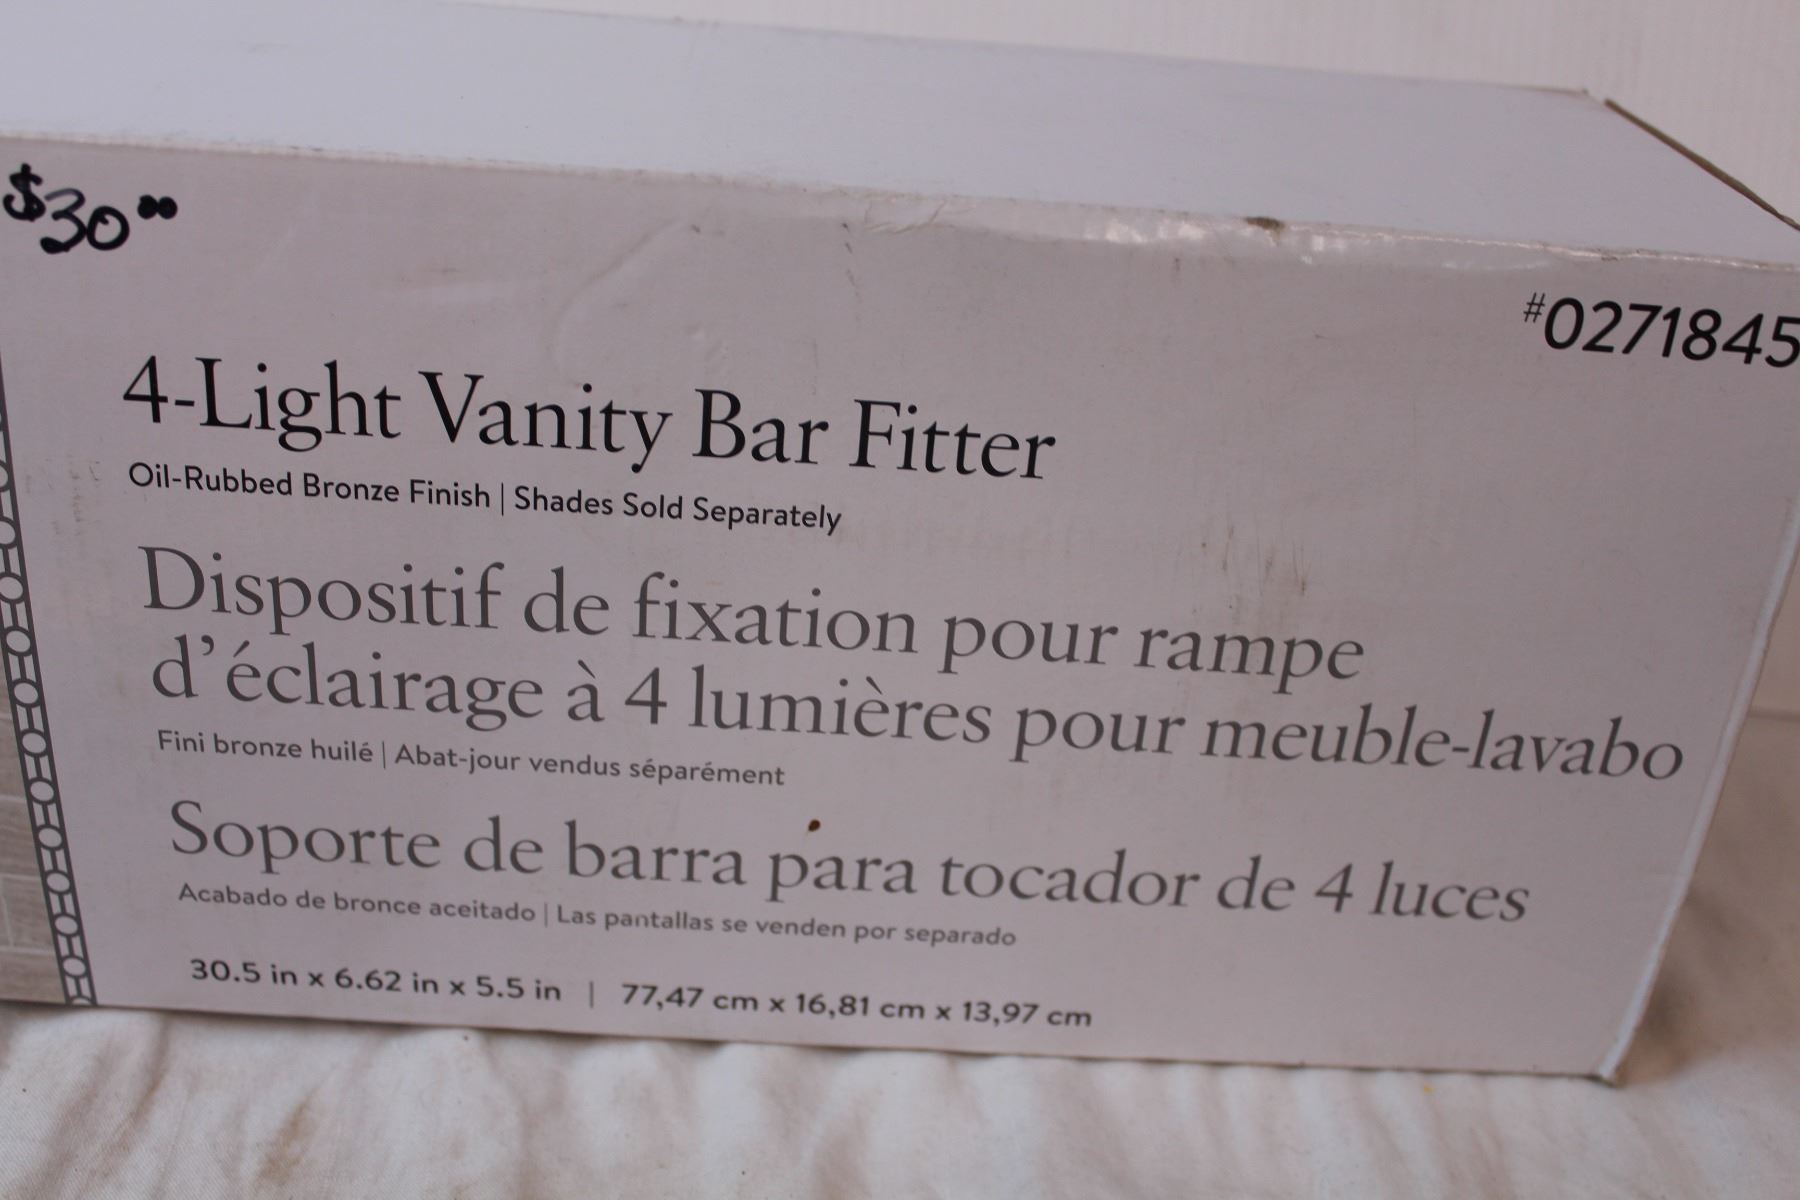 $30.00
#0271845
4-Light Vanity Bar Fitter
Oil-Rubbed Bronze Finish | Shades Sold Separately
Dispositif de fixation pour rampe
d'éclairage à 4 lumières pour meuble-lavabo
Fini bronze huilé | Abat-jour vendus séparément
Soporte de barra para tocador de 4 luces
Acabado de bronce aceitado | Las pantallas se venden por separado
30.5 in x 6.62 in x 5.5 in | 77,47 cm x 16,81 cm x 13,97 cm